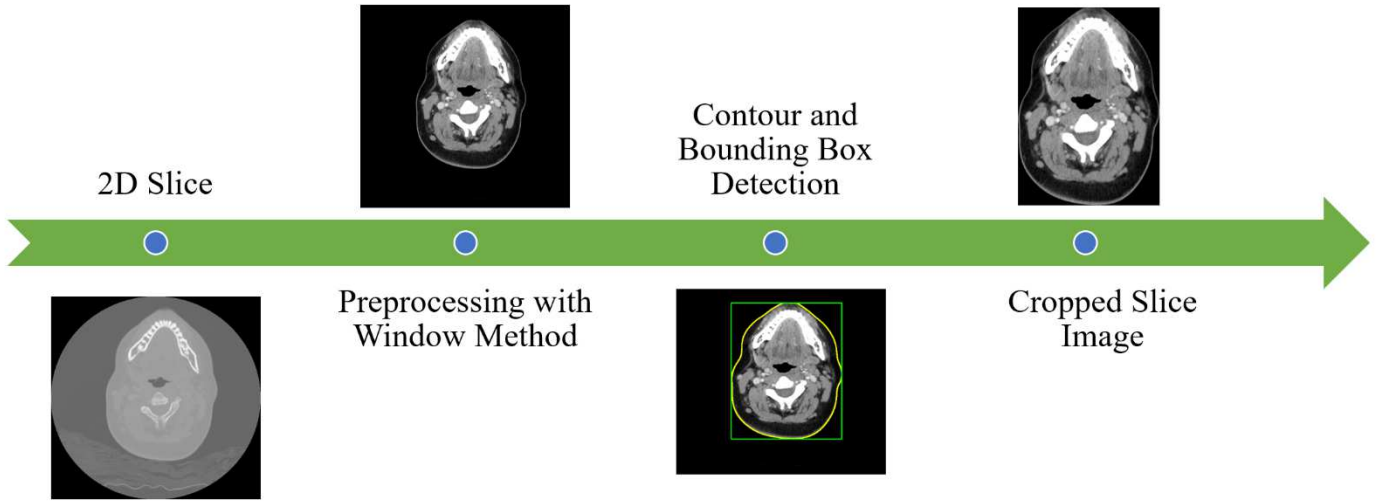 2D Slice
Preprocessing with
Window Method
Contour and
Bounding Box
Detection
Cropped Slice
Image